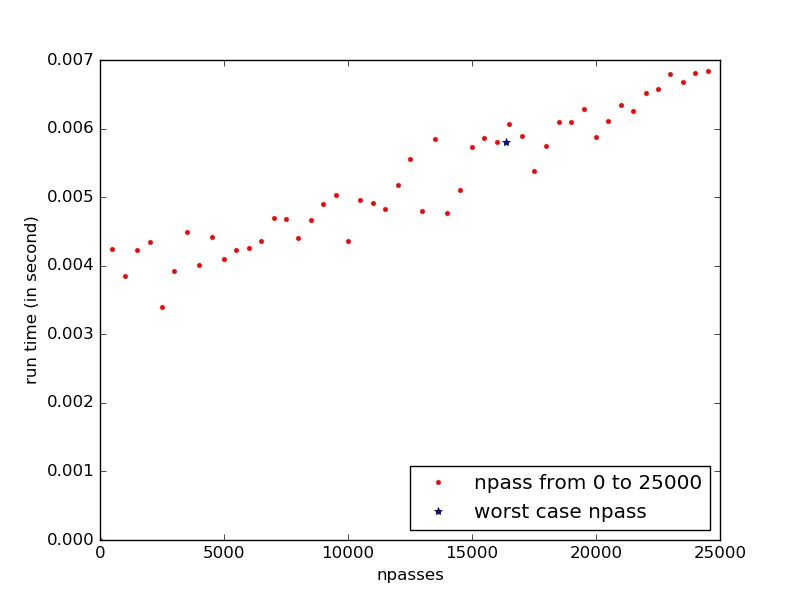 0.007
0.006
0.005
0.004
0.003
0.002
0.001
0.000
run time (in second)
npass from 0 to 25000
worst case npass
0 5000 10000 15000 20000 25000
npasses